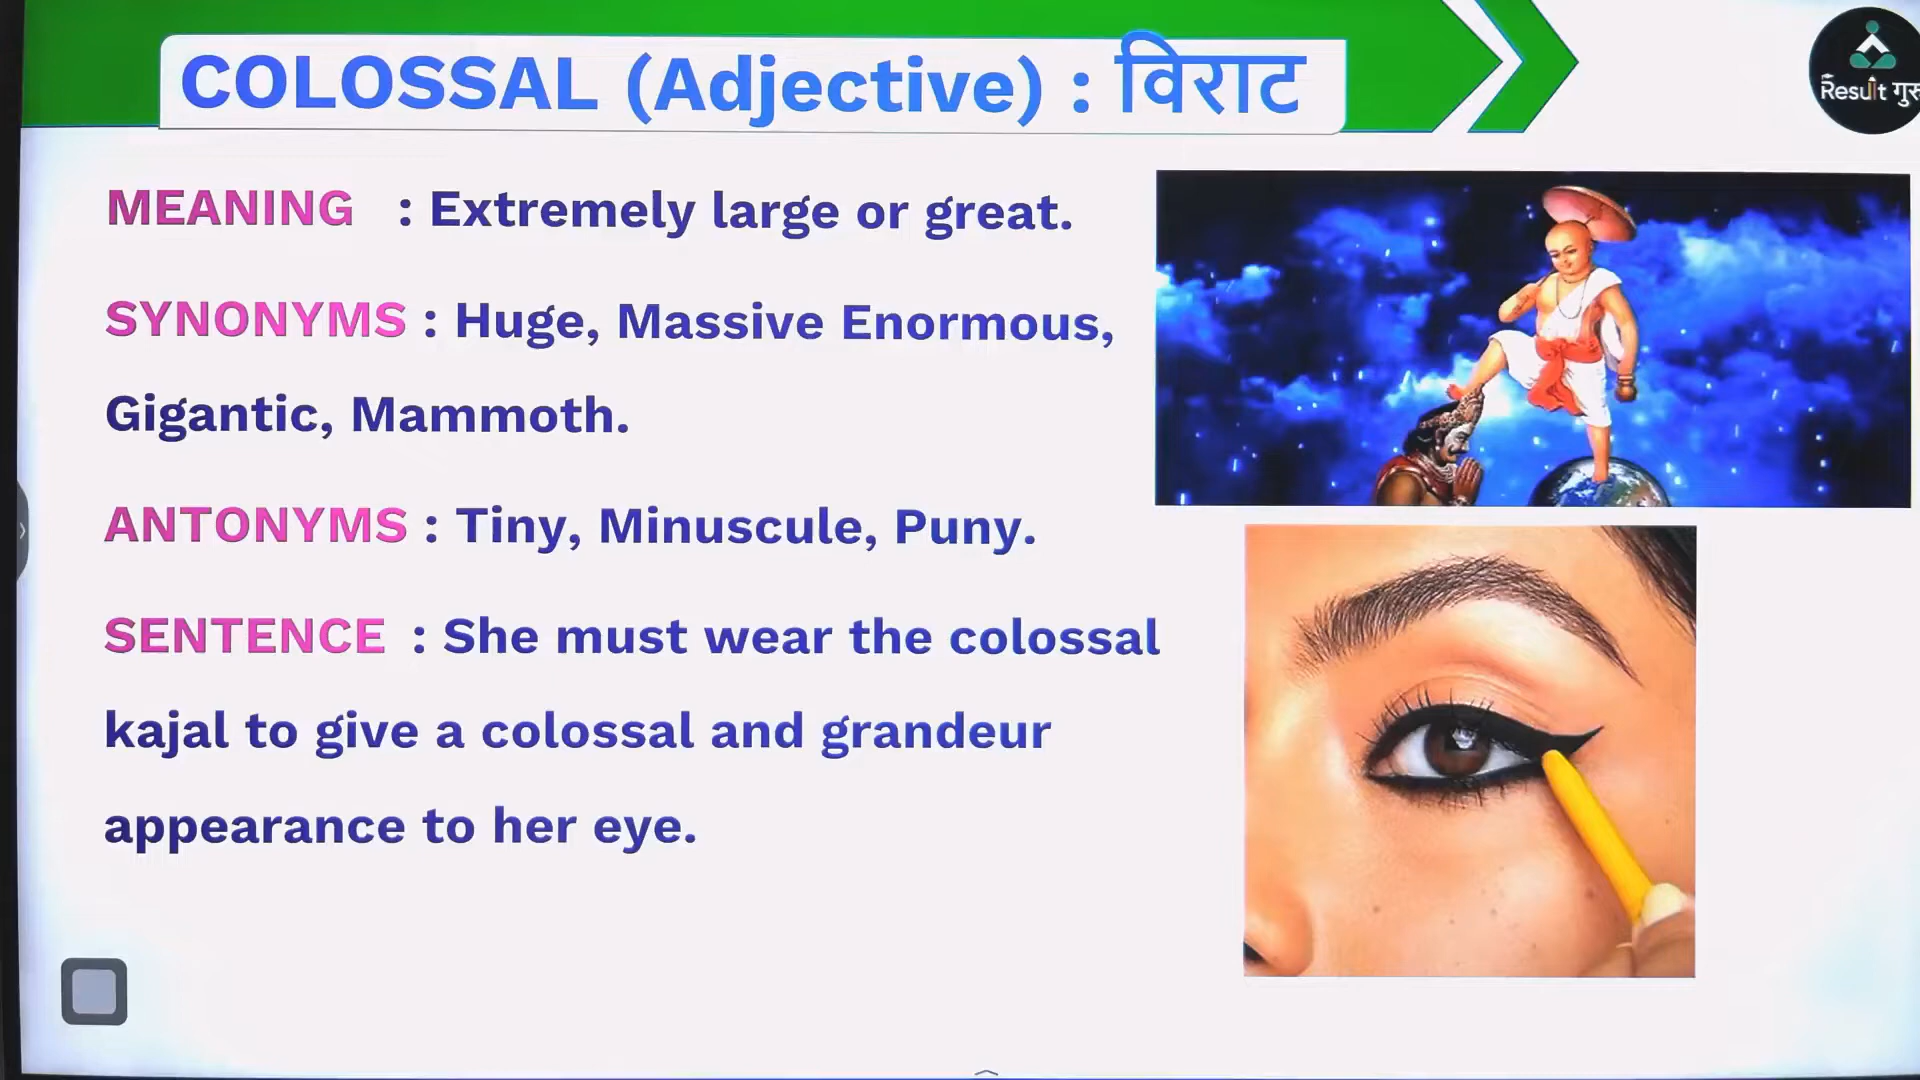 COLOSSAL (Adjective) : विराट
Result गुरु
MEANING : Extremely large or great.
SYNONYMS : Huge, Massive Enormous,
Gigantic, Mammoth.
ANTONYMS : Tiny, Minuscule, Puny.
SENTENCE : She must wear the colossal
kajal to give a colossal and grandeur
appearance to her eye.